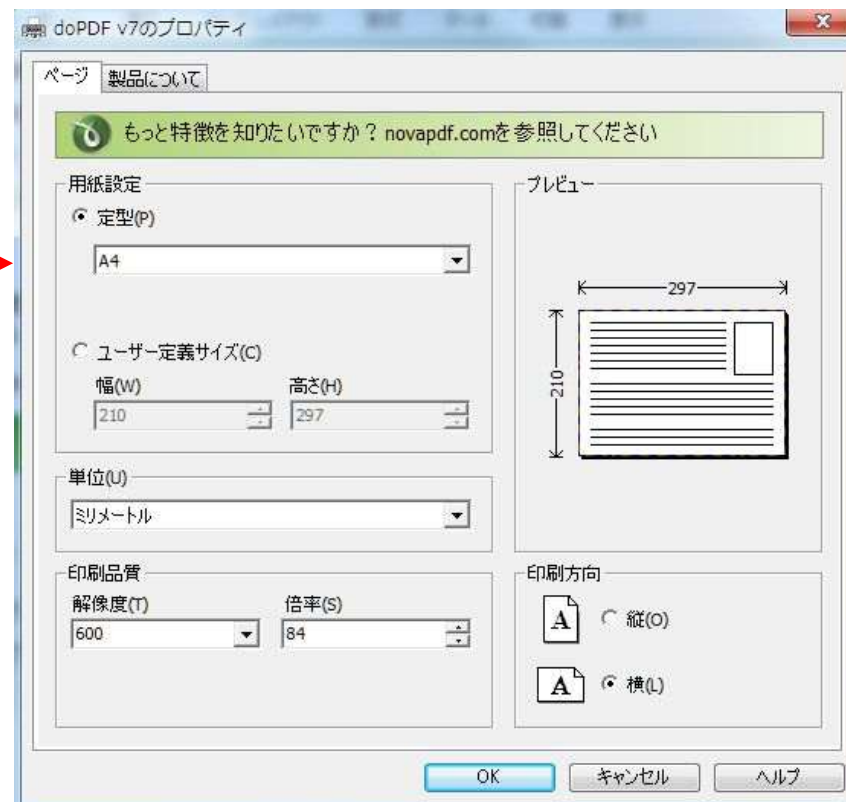 doPDF v7のプロパティ
ページ 製品について
もっと特徴を知りたいですか？novapdf.comを参照してください
用紙設定
定型(P)
A4
ユーザー定義サイズ(C)
幅(W) 高さ(H)
210 297
単位(U)
ミリメートル
印刷品質
解像度(T) 倍率(S)
600 84
プレビュー
297
210
印刷方向
A 縦(O)
A 横(L)
OK キャンセル ヘルプ